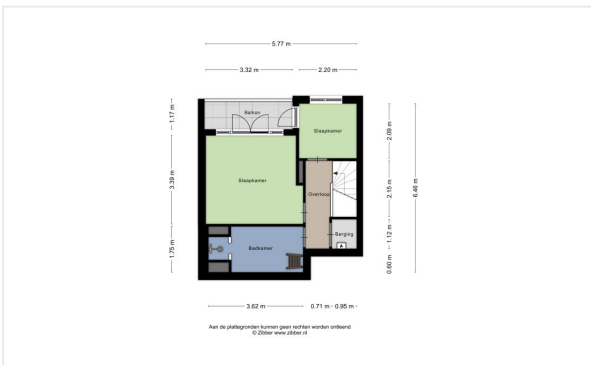 5.77 m
3.32 m
2.20 m
1.17 m
Balkon
Slaapkamer
2.09 m
3.39 m
Slaapkamer
Overloop
2.15 m
6.46 m
1.75 m
Badkamer
Berging
1.12 m
0.60 m
3.62 m
0.71 m
0.95 m
Aan de plattegronden kunnen geen rechten worden ontleend
© Zibber www.zibber.nl